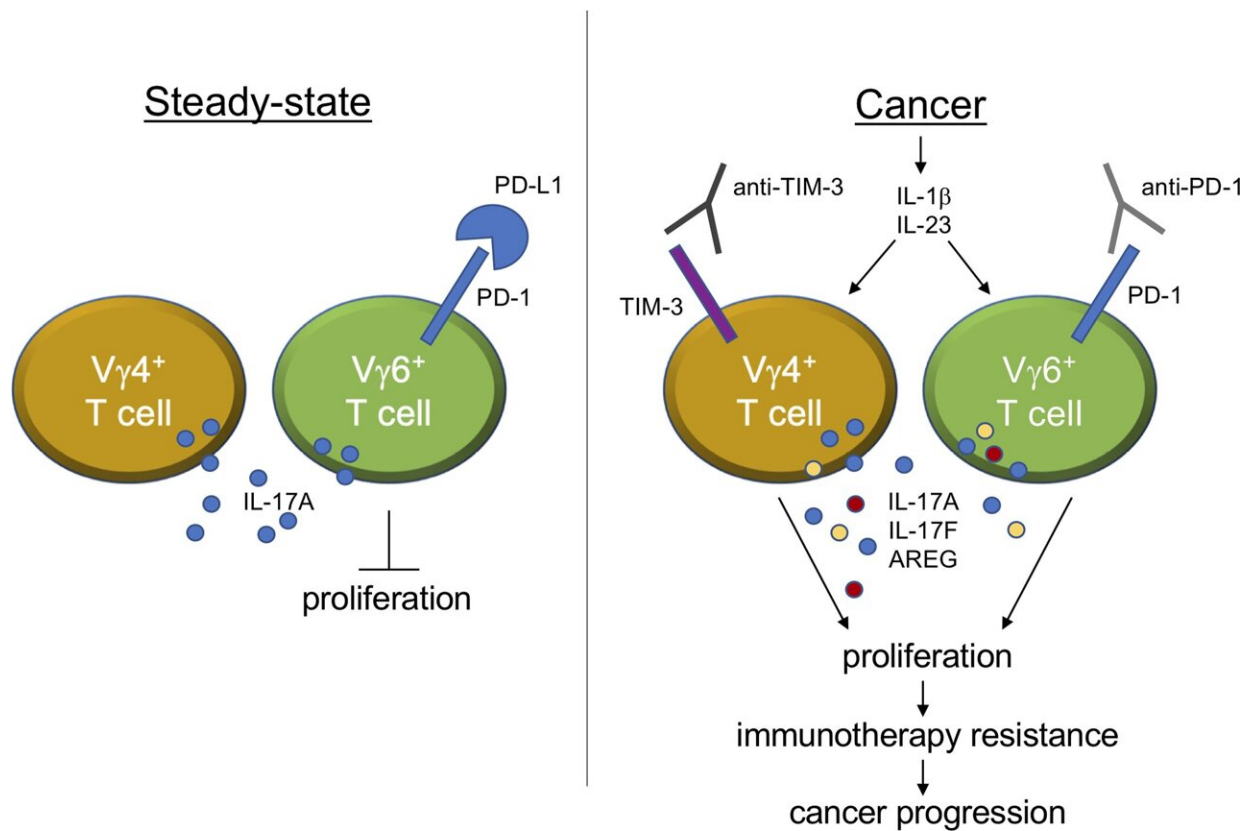 Steady-state
PD-L1
PD-1
Vγ4+
T cell
Vγ6+
T cell
IL-17A
proliferation
Cancer
anti-TIM-3
IL-1β
IL-23
anti-PD-1
TIM-3
PD-1
Vγ4+
T cell
Vγ6+
T cell
IL-17A
IL-17F
AREG
proliferation
immunotherapy resistance
cancer progression